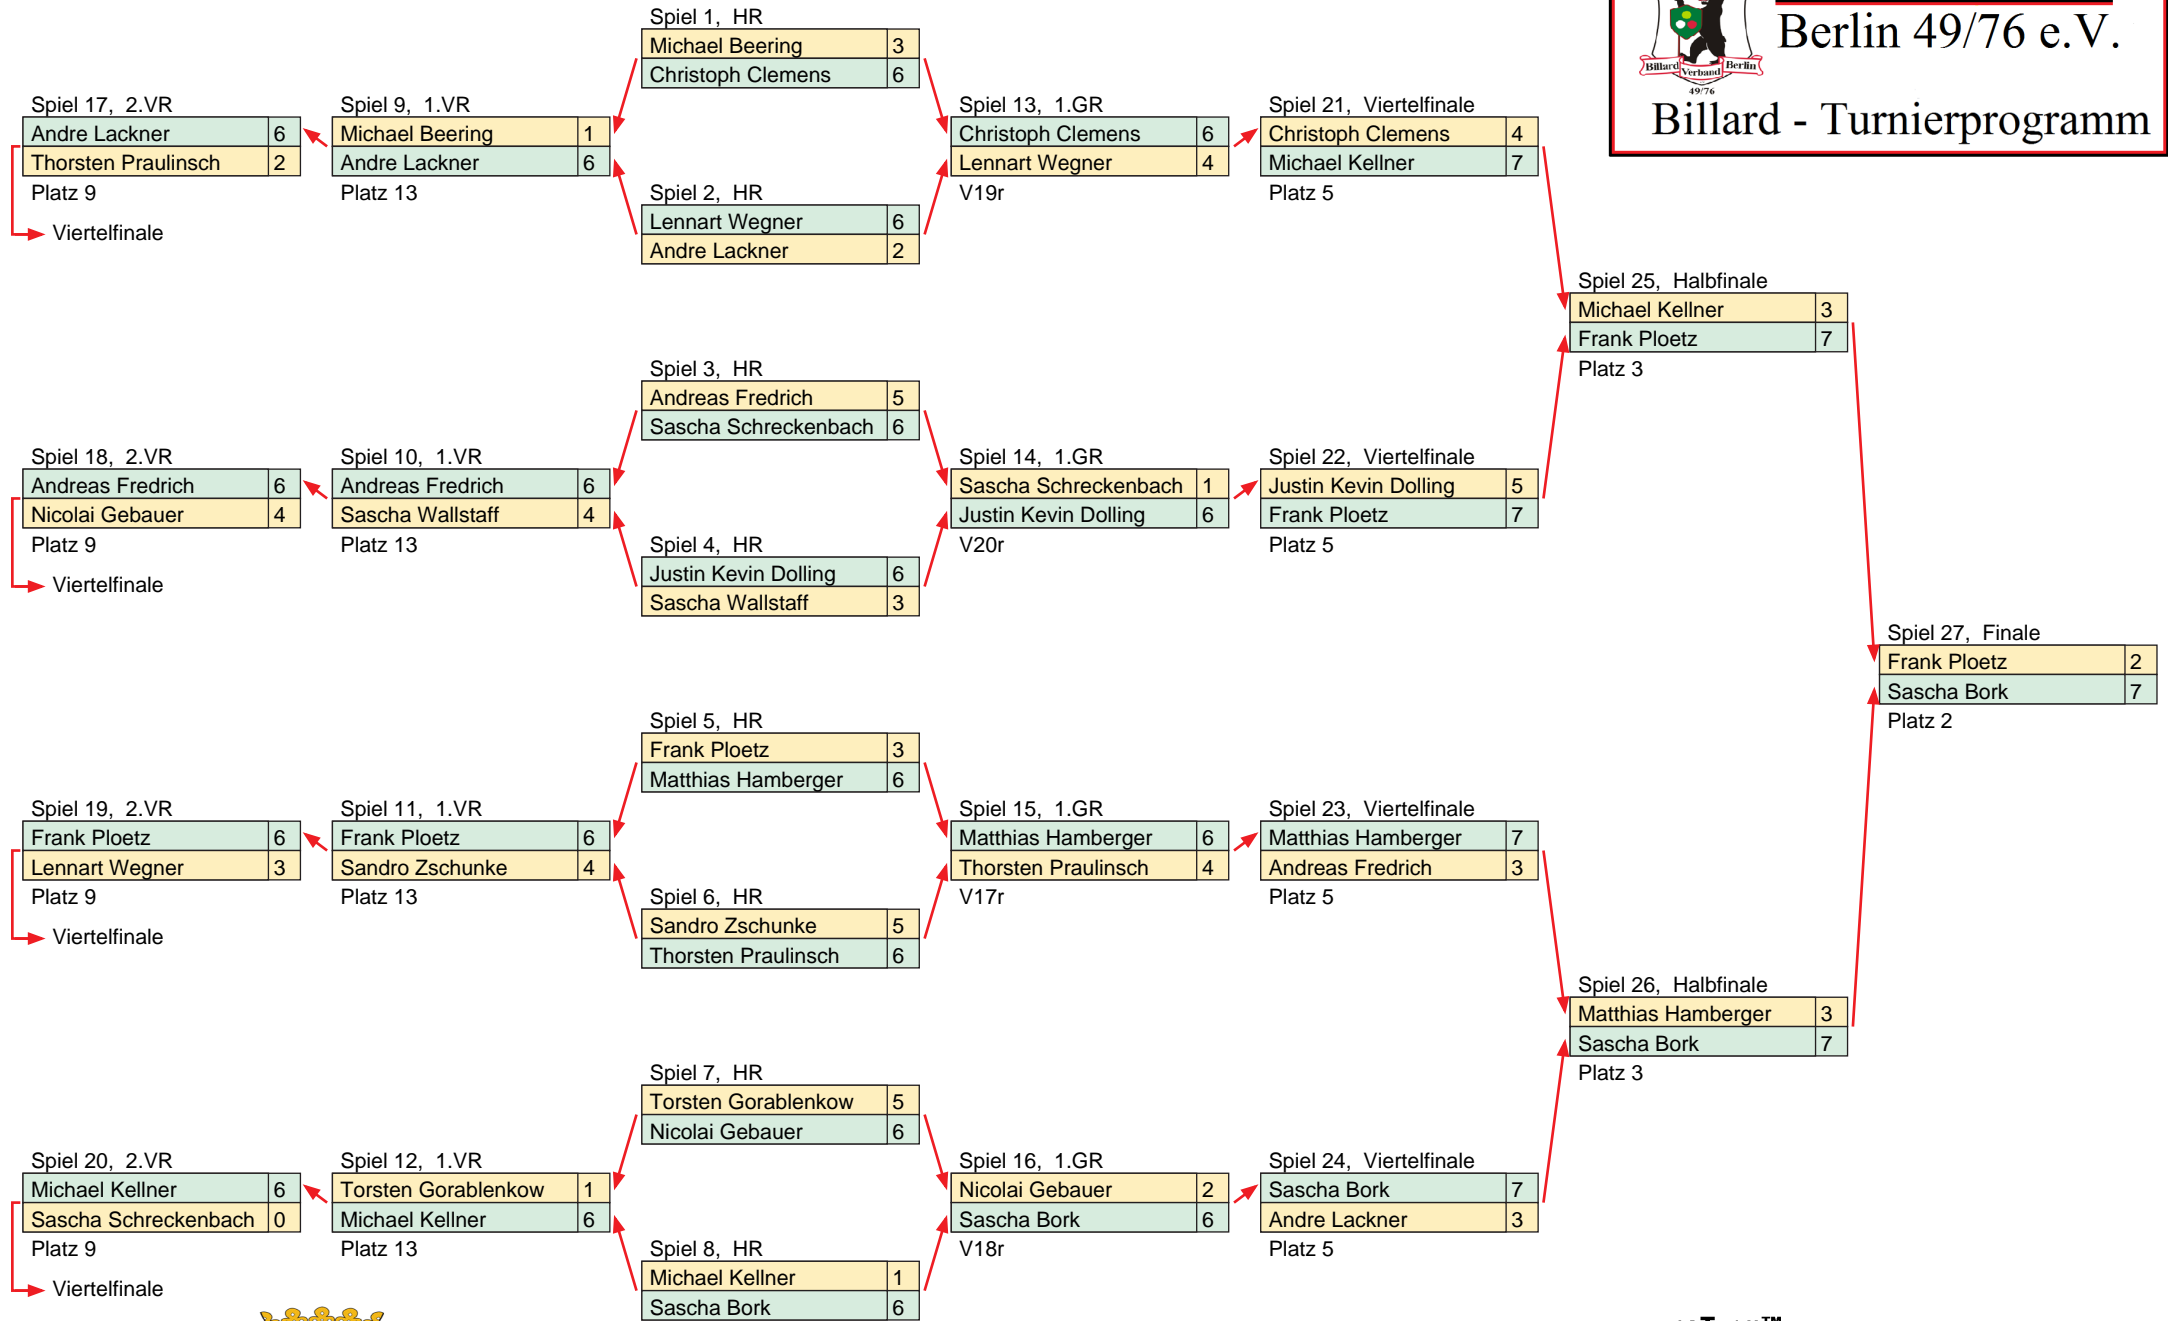 Spiel 1, HR
Michael Beering 3
Christoph Clemens 6
Berlin 49/76 e.V.
Billard Verband Berlin
49/76
Billard - Turnierprogramm
Spiel 17, 2.VR
Andre Lackner 6
Thorsten Praulinsch 2
Platz 9
Viertelfinale
Spiel 9, 1.VR
Michael Beering 1
Andre Lackner 6
Platz 13
Spiel 2, HR
Lennart Wegner 6
Andre Lackner 2
Spiel 13, 1.GR
Christoph Clemens 6
Lennart Wegner 4
V19r
Spiel 21, Viertelfinale
Christoph Clemens 4
Michael Kellner 7
Platz 5
Spiel 25, Halbfinale
Michael Kellner 3
Frank Ploetz 7
Platz 3
Spiel 3, HR
Andreas Fredrich 5
Sascha Schreckenbach 6
Spiel 18, 2.VR
Andreas Fredrich 6
Nicolai Gebauer 4
Platz 9
Viertelfinale
Spiel 10, 1.VR
Andreas Fredrich 6
Sascha Wallstaff 4
Platz 13
Spiel 4, HR
Justin Kevin Dolling 6
Sascha Wallstaff 3
Spiel 14, 1.GR
Sascha Schreckenbach 1
Justin Kevin Dolling 6
V20r
Spiel 22, Viertelfinale
Justin Kevin Dolling 5
Frank Ploetz 7
Platz 5
Spiel 27, Finale
Frank Ploetz 2
Sascha Bork 7
Platz 2
Spiel 5, HR
Frank Ploetz 3
Matthias Hamberger 6
Spiel 19, 2.VR
Frank Ploetz 6
Lennart Wegner 3
Platz 9
Viertelfinale
Spiel 11, 1.VR
Frank Ploetz 6
Sandro Zschunke 4
Platz 13
Spiel 6, HR
Sandro Zschunke 5
Thorsten Praulinsch 6
Spiel 15, 1.GR
Matthias Hamberger 6
Thorsten Praulinsch 4
V17r
Spiel 23, Viertelfinale
Matthias Hamberger 7
Andreas Fredrich 3
Platz 5
Spiel 26, Halbfinale
Matthias Hamberger 3
Sascha Bork 7
Platz 3
Spiel 7, HR
Torsten Gorablenkow 5
Nicolai Gebauer 6
Spiel 20, 2.VR
Michael Kellner 6
Sascha Schreckenbach 0
Platz 9
Viertelfinale
Spiel 12, 1.VR
Torsten Gorablenkow 1
Michael Kellner 6
Platz 13
Spiel 8, HR
Michael Kellner 1
Sascha Bork 6
Spiel 16, 1.GR
Nicolai Gebauer 2
Sascha Bork 6
V18r
Spiel 24, Viertelfinale
Sascha Bork 7
Andre Lackner 3
Platz 5